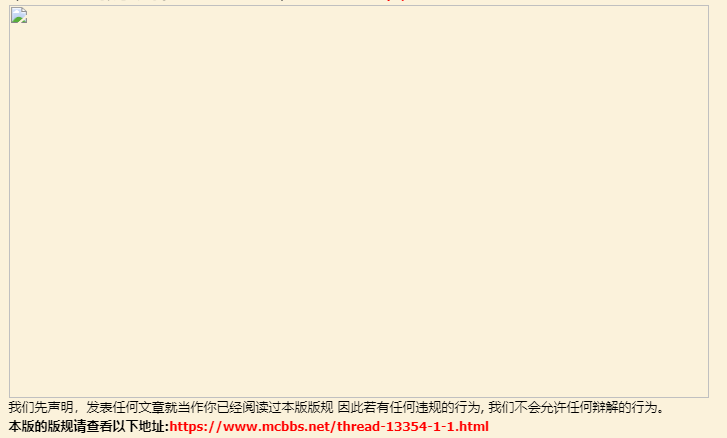 我们先声明，发表任何文章就当作你已经阅读过本版版规 因此若有任何违规的行为, 我们不会允许任何辩解的行为。
本版的版规请查看以下地址:https://www.mcbbs.net/thread-13354-1-1.html